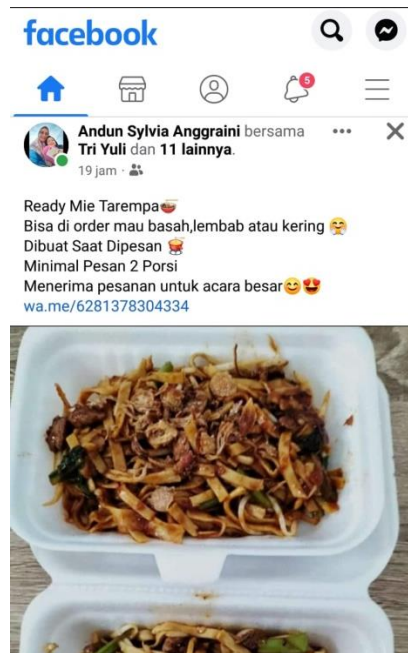 facebook
5
Andun Sylvia Anggraini bersama
Tri Yuli dan 11 lainnya.
19 jam ·
Ready Mie Tarempa🍜
Bisa di order mau basah,lembab atau kering 🤗
Dibuat Saat Dipesan 🍲
Minimal Pesan 2 Porsi
Menerima pesanan untuk acara besar😊😍
wa.me/6281378304334